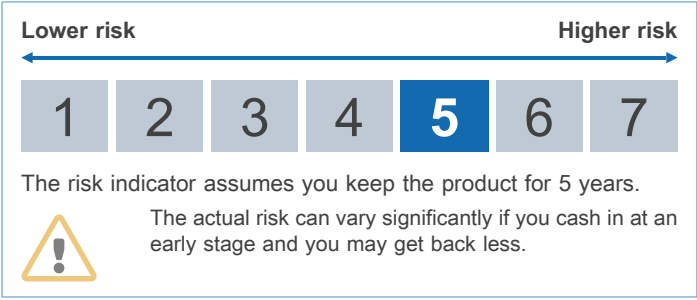 Lower risk Higher risk
1 2 3 4 5 6 7
The risk indicator assumes you keep the product for 5 years.
The actual risk can vary significantly if you cash in at an
early stage and you may get back less.